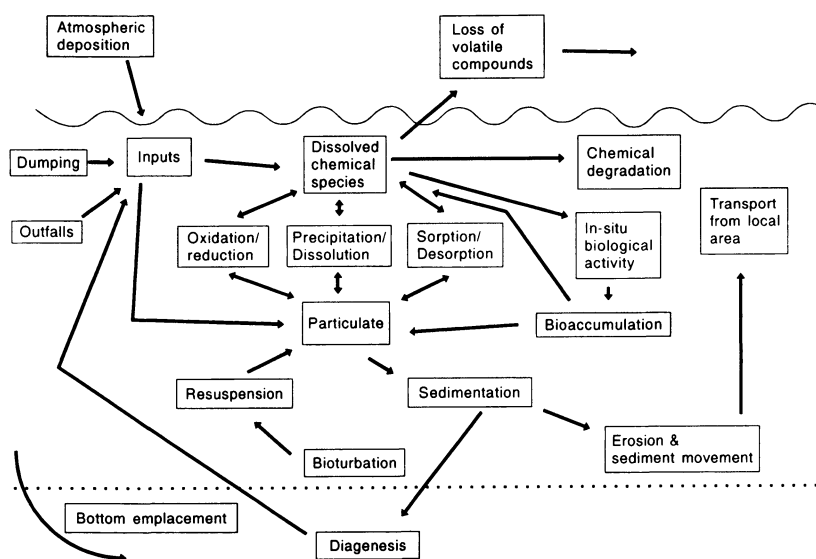 Atmospheric
deposition
Loss of
volatile
compounds
Dumping
Inputs
Dissolved
chemical
species
Chemical
degradation
Outfalls
Oxidation/
reduction
Precipitation/
Dissolution
Sorption/
Desorption
In-situ
biological
activity
Transport
from local
area
Particulate
Bioaccumulation
Resuspension
Sedimentation
Erosion &
sediment movement
Bioturbation
Bottom emplacement
Diagenesis